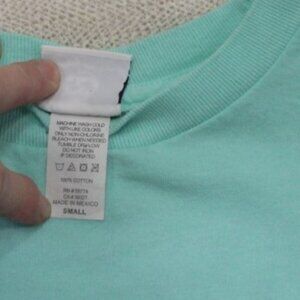 MACHINE WASH COLD
WITH LIKE COLORS
ONLY NON-CHLORINE
BLEACH WHEN NEEDED
TUMBLE DRY LOW
DO NOT IRON
IF DECORATED
100% COTTON
MADE IN MEXICO
SMALL